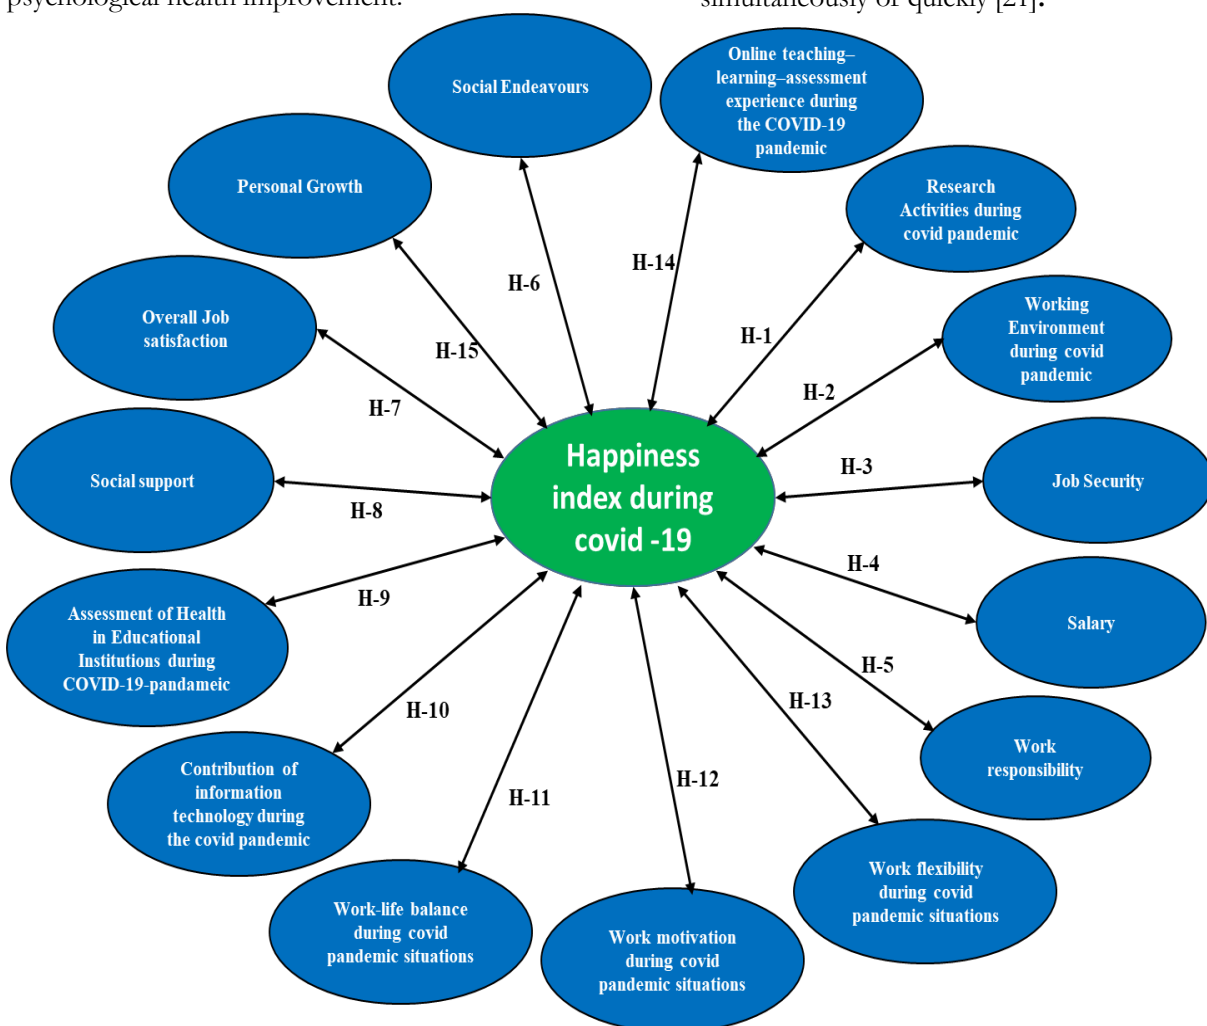 psychological health improvement.
simultaneously or quickly [21].
Social Endeavours
Online teaching–
learning–assessment
experience during
the COVID-19
pandemic
Personal Growth
Research
Activities during
covid pandemic
H-6
H-14
Overall Job
satisfaction
H-15
H-1
Working
Environment
during covid
pandemic
H-7
H-2
Happiness
index during
covid -19
Social support
H-8
H-3
Job Security
H-9
H-4
Assessment of Health
in Educational
Institutions during
COVID-19-pandameic
Salary
H-10
H-5
H-13
Work
responsibility
Contribution of
information
technology during
the covid pandemic
H-11
H-12
Work-life balance
during covid
pandemic situations
Work motivation
during covid
pandemic situations
Work flexibility
during covid
pandemic situations